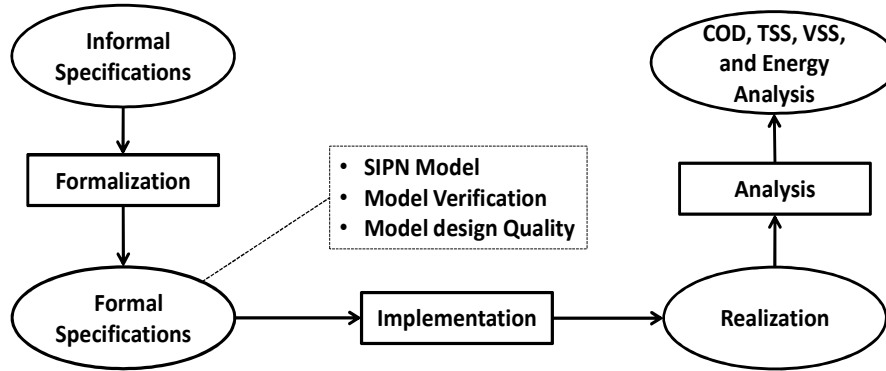 Informal
Specifications
Formalization
Formal
Specifications
• SIPN Model
• Model Verification
• Model design Quality
Implementation
Realization
Analysis
COD, TSS, VSS,
and Energy
Analysis